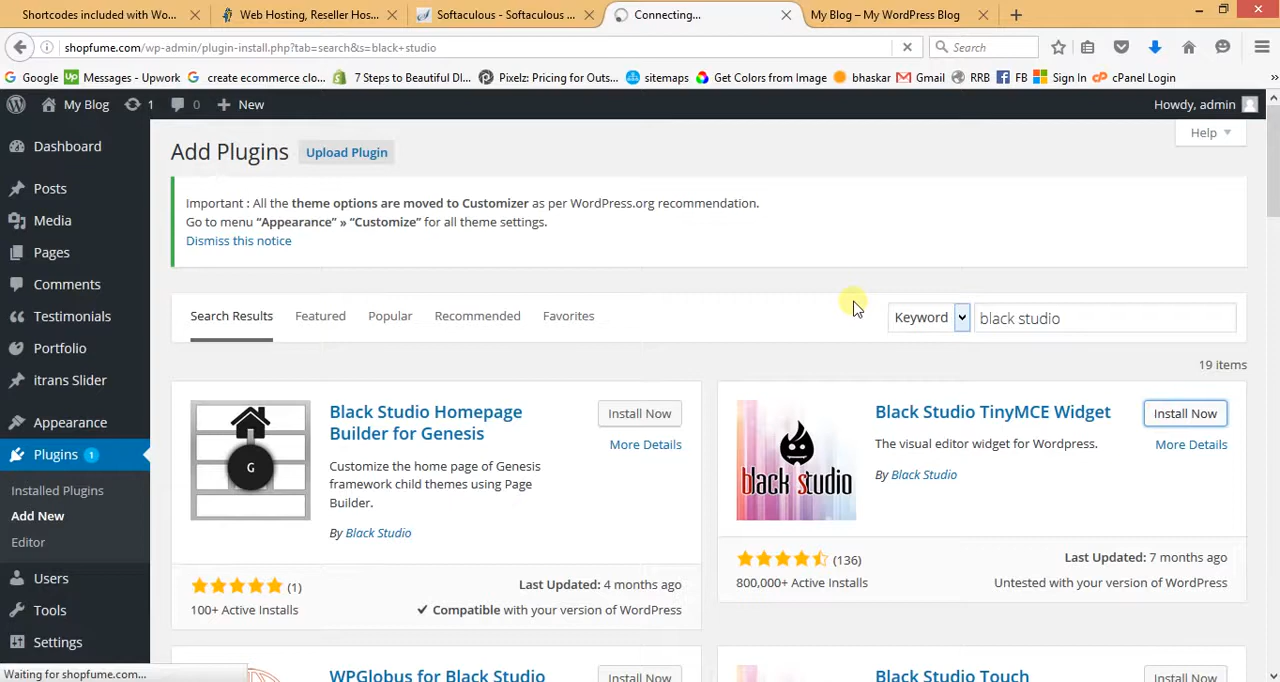 Shortcodes included with Wo...
Web Hosting, Reseller Hos...
Softaculous - Softaculous ...
Connecting...
My Blog – My WordPress Blog
shopfume.com/wp-admin/plugin-install.php?tab=search&s=black+studio
Search
Google
Messages - Upwork
create ecommerce clo...
7 Steps to Beautiful DI...
Pixelz: Pricing for Outs...
sitemaps
Get Colors from Image
bhaskar
Gmail
RRB
FB
Sign In
cPanel Login
My Blog
1
0
New
Howdy, admin
Dashboard
Posts
Media
Pages
Comments
Testimonials
Portfolio
itrans Slider
Appearance
Plugins 1
Installed Plugins
Add New
Editor
Users
Tools
Settings
Help
Add Plugins
Upload Plugin
Important : All the theme options are moved to Customizer as per WordPress.org recommendation.
Go to menu “Appearance” » “Customize” for all theme settings.
Dismiss this notice
Search Results
Featured
Popular
Recommended
Favorites
Keyword
black studio
19 items
G
Black Studio Homepage
Builder for Genesis
Install Now
More Details
Customize the home page of Genesis
framework child themes using Page
Builder.
By Black Studio
(1)
100+ Active Installs
Last Updated: 4 months ago
Compatible with your version of WordPress
black studio
Black Studio TinyMCE Widget
Install Now
More Details
The visual editor widget for Wordpress.
By Black Studio
(136)
800,000+ Active Installs
Last Updated: 7 months ago
Untested with your version of WordPress
WPGlobus for Black Studio
Install Now
Black Studio Touch
Install Now
Waiting for shopfume.com...